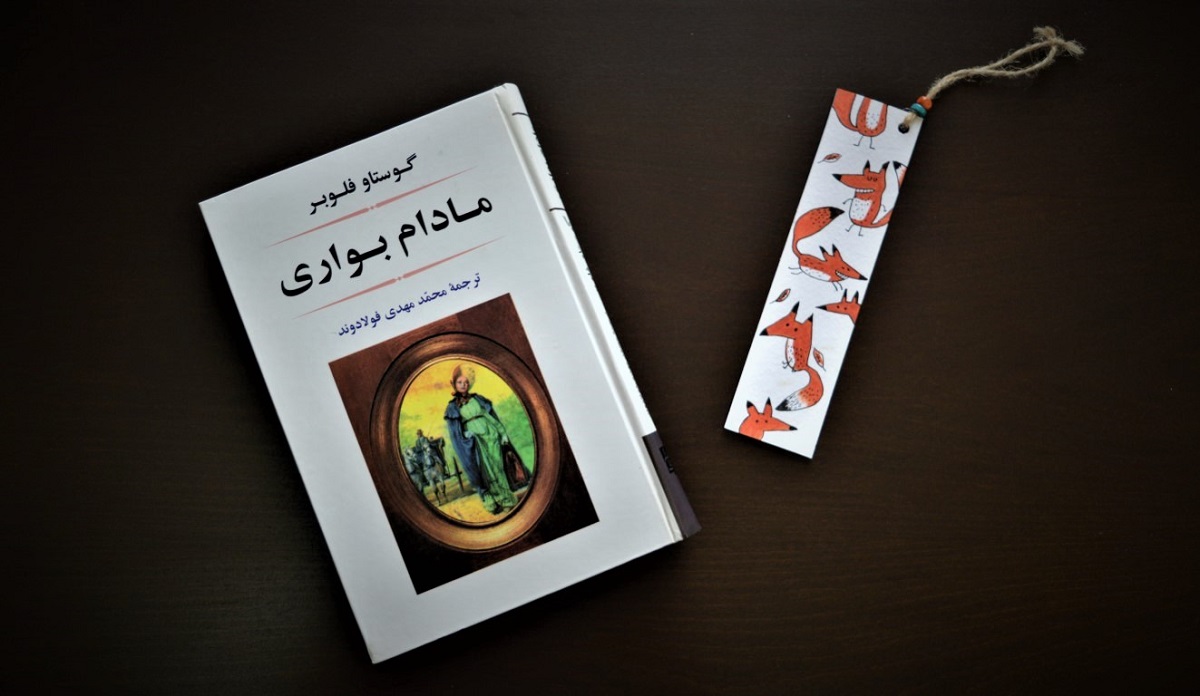 گوستاو فلوبر
مادام بواری
ترجمهٔ محمّد مهدی فولادوند